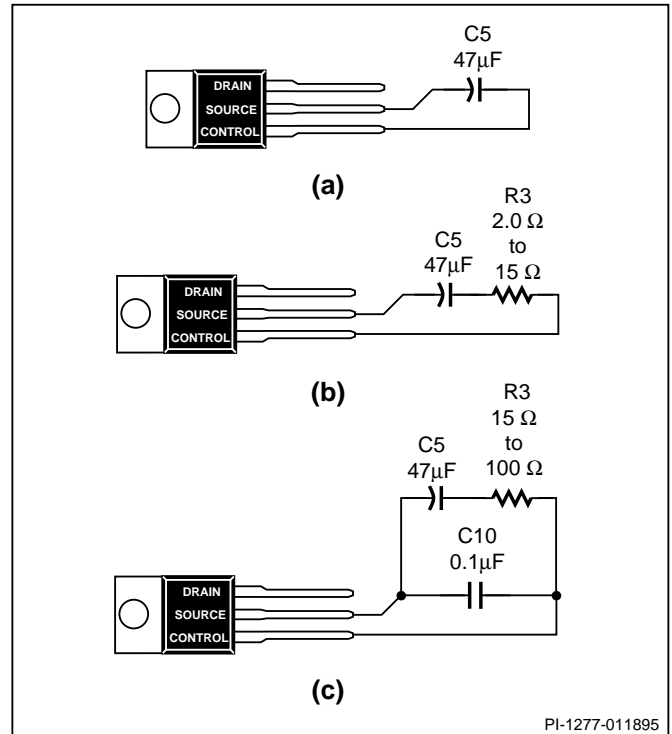 C5
47µF
DRAIN
SOURCE
CONTROL
(a)
R3
2.0 Ω
to
15 Ω
C5
47µF
DRAIN
SOURCE
CONTROL
(b)
R3
15 Ω
to
100 Ω
C5
47µF
C10
0.1µF
DRAIN
SOURCE
CONTROL
(c)
PI-1277-011895